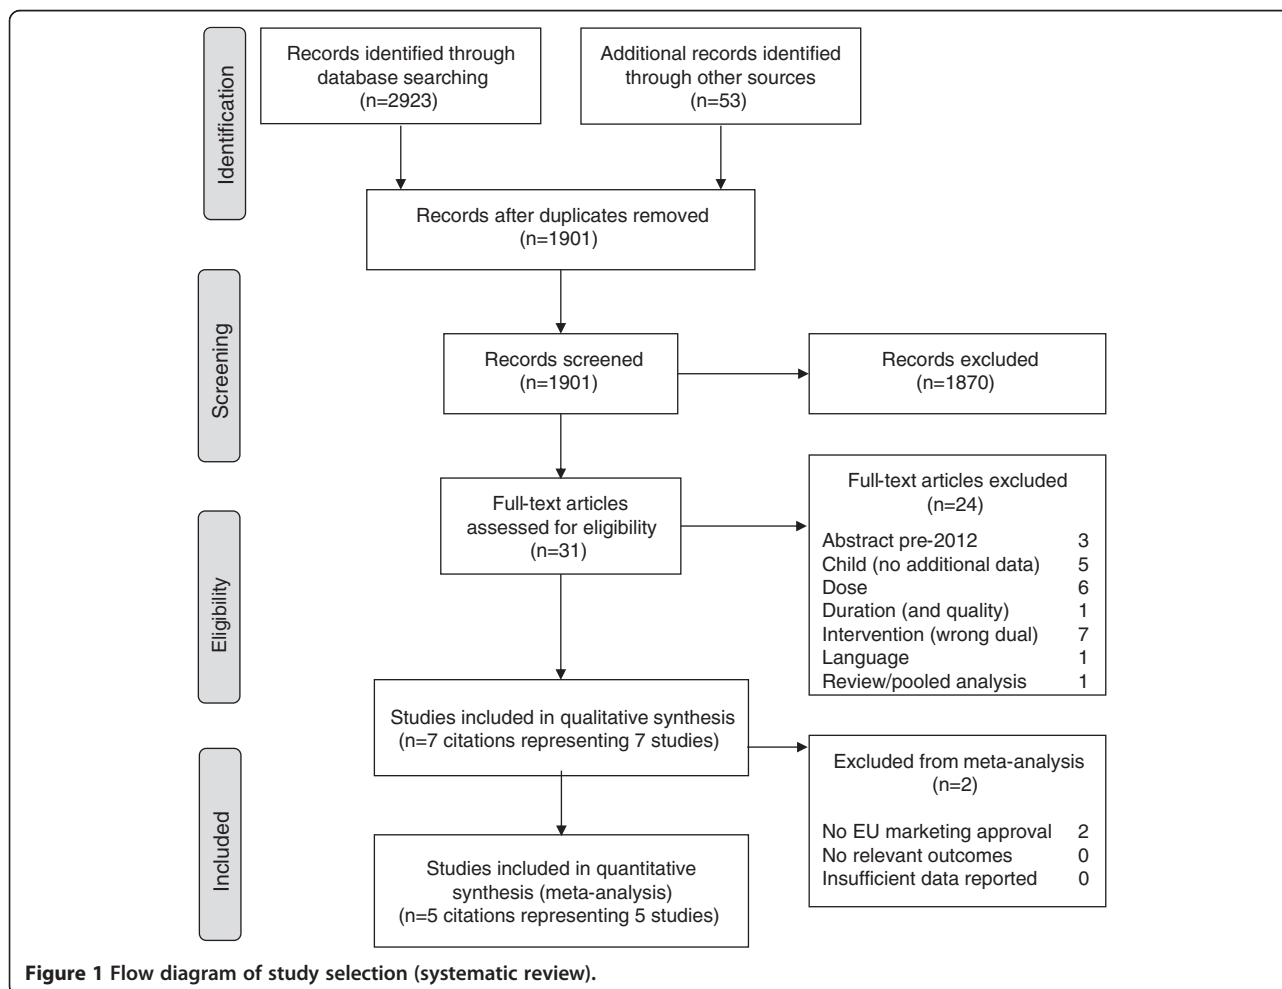 Identification
Records identified through
database searching
(n=2923)
Additional records identified
through other sources
(n=53)
Records after duplicates removed
(n=1901)
Screening
Records screened
(n=1901)
Records excluded
(n=1870)
Eligibility
Full-text articles
assessed for eligibility
(n=31)
Full-text articles excluded
(n=24)
Abstract pre-2012 3
Child (no additional data) 5
Dose 6
Duration (and quality) 1
Intervention (wrong dual) 7
Language 1
Review/pooled analysis 1
Studies included in qualitative synthesis
(n=7 citations representing 7 studies)
Included
Excluded from meta-analysis
(n=2)
No EU marketing approval 2
No relevant outcomes 0
Insufficient data reported 0
Studies included in quantitative
synthesis (meta-analysis)
(n=5 citations representing 5 studies)
Figure 1 Flow diagram of study selection (systematic review).